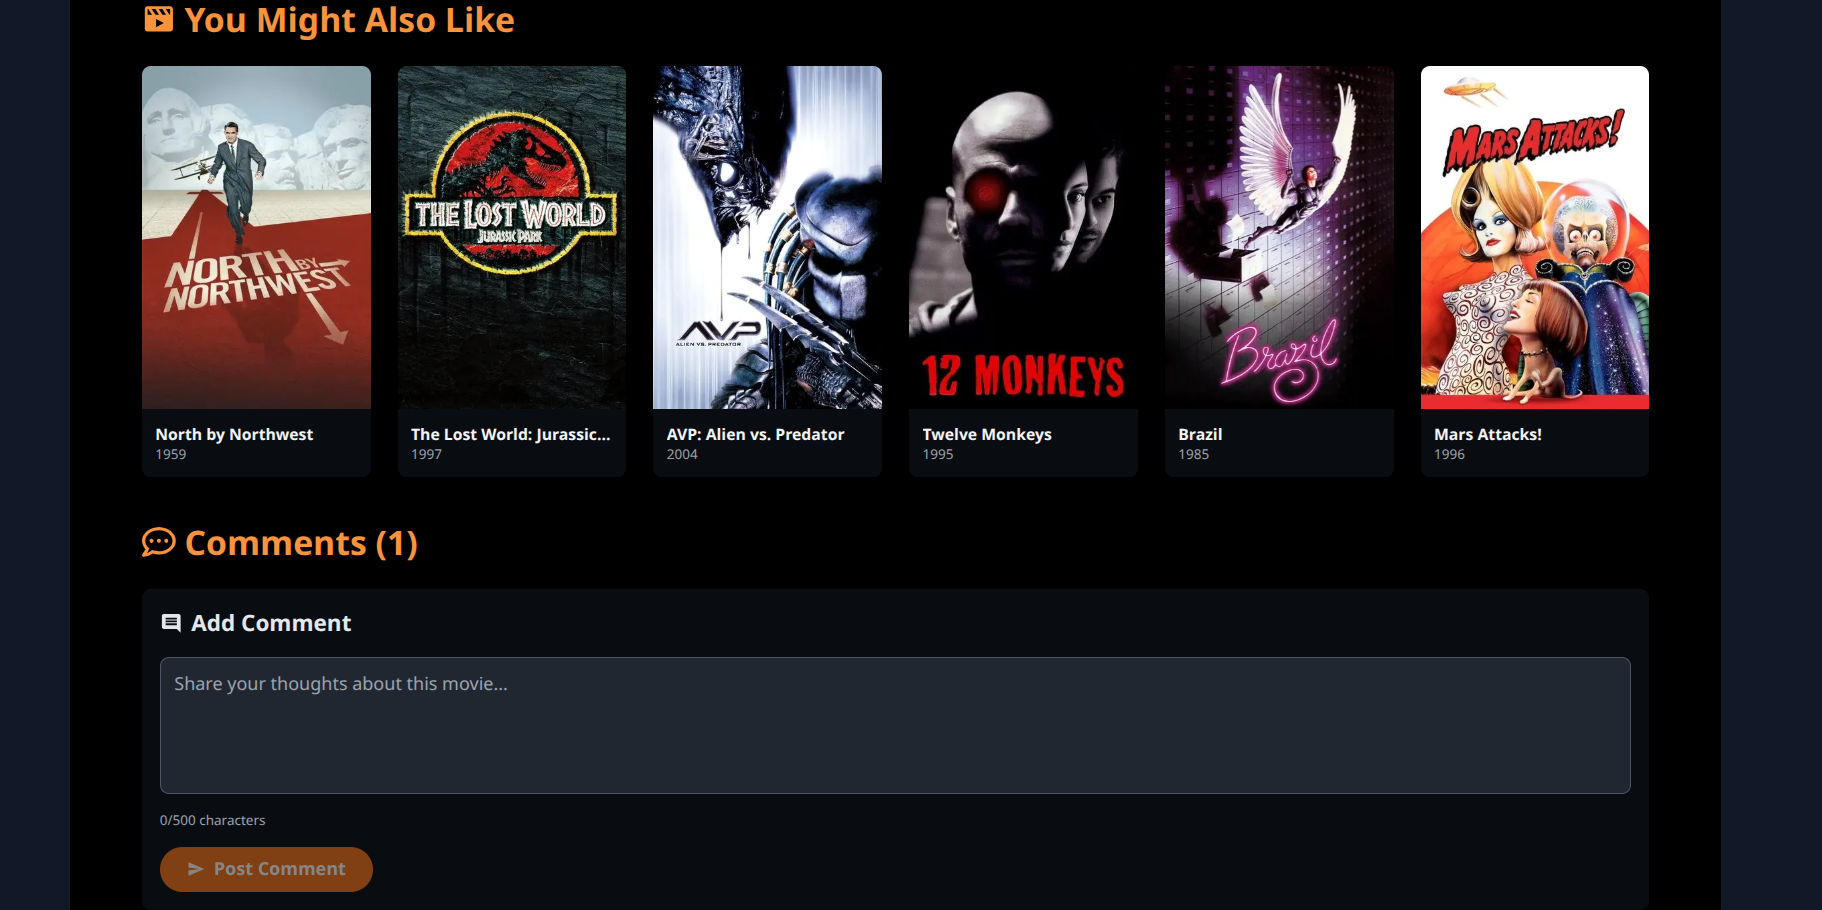 You Might Also Like
NORTH BY
NORTHWEST
THE LOST WORLD
JURASSIC PARK
AVP
ALIEN VS. PREDATOR
12 MONKEYS
Brazil
MARS ATTACKS!
North by Northwest
1959
The Lost World: Jurassic...
1997
AVP: Alien vs. Predator
2004
Twelve Monkeys
1995
Brazil
1985
Mars Attacks!
1996
Comments (1)
Add Comment
Share your thoughts about this movie...
0/500 characters
Post Comment